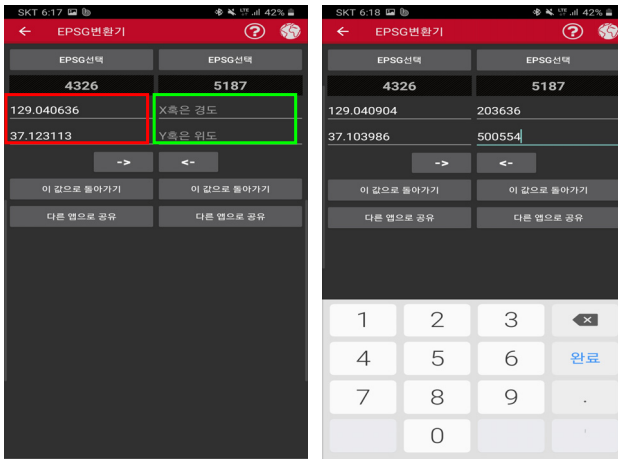 SKT 6:17 LTE 42%
← EPSG변환기 ?
EPSG선택 EPSG선택
4326 5187
129.040636 X혹은 경도
37.123113 Y혹은 위도
-> <-
이 값으로 돌아가기 이 값으로 돌아가기
다른 앱으로 공유 다른 앱으로 공유
SKT 6:18 LTE 42%
← EPSG변환기 ?
EPSG선택 EPSG선택
4326 5187
129.040904 203636
37.103986 500554
-> <-
이 값으로 돌아가기 이 값으로 돌아가기
다른 앱으로 공유 다른 앱으로 공유
1 2 3
4 5 6 완료
7 8 9 .
0 ,